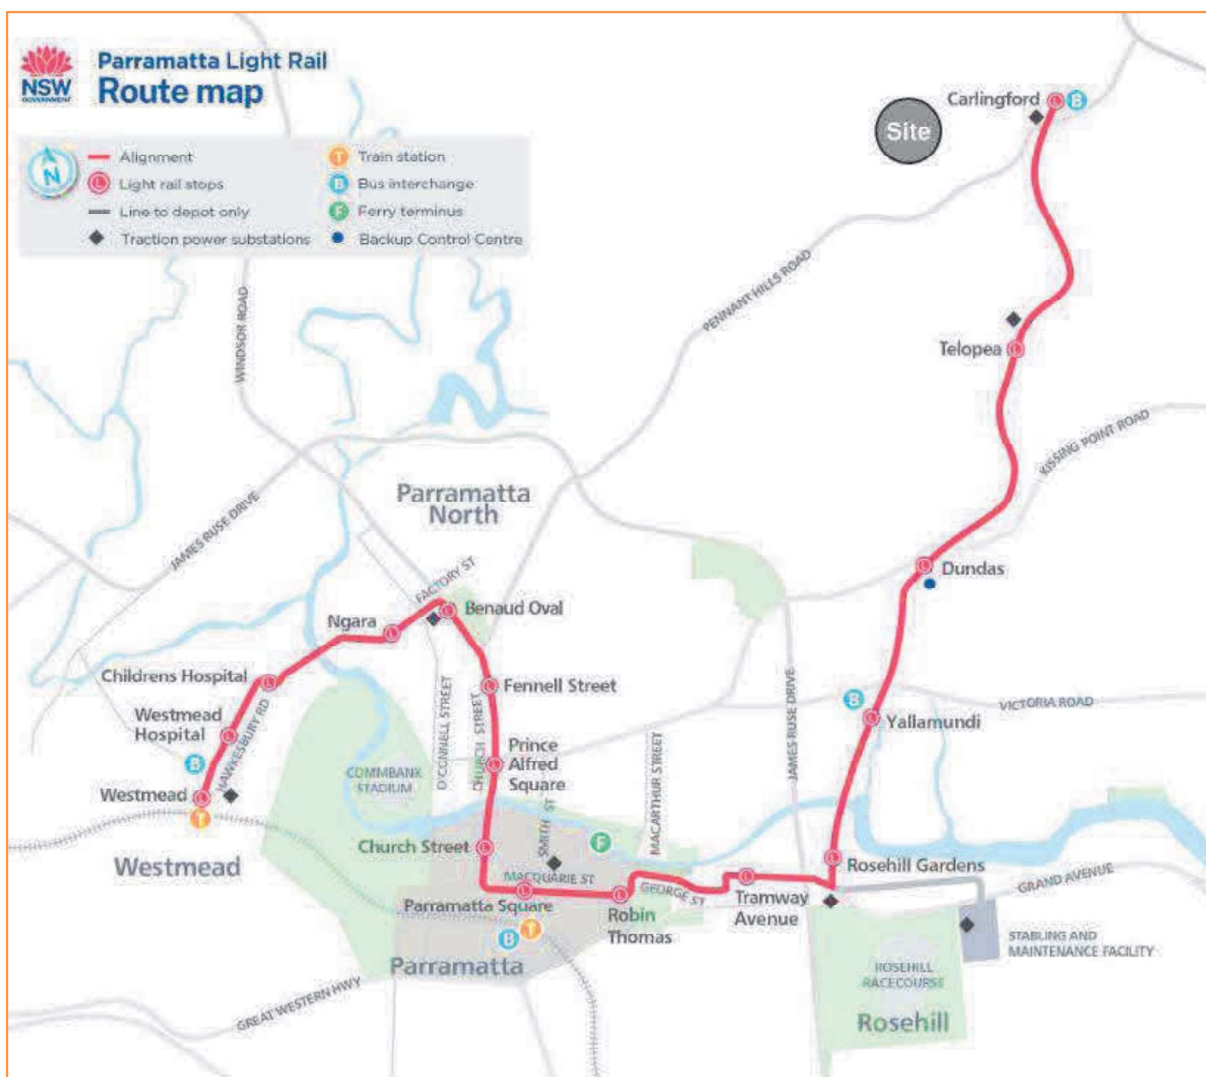 NSW
GOVERNMENT
Parramatta Light Rail
Route map
N
Alignment
L Light rail stops
Line to depot only
Traction power substations
T Train station
B Bus interchange
F Ferry terminus
Backup Control Centre
Site
Carlingford
L
B
PENNANT HILLS ROAD
WINDSOR ROAD
Telopea
L
KISSING POINT ROAD
JAMES RUSE DRIVE
Parramatta
North
FACTORY ST
Dundas
L
Benaud Oval
L
Ngara
L
Childrens Hospital
L
Fennell Street
L
O'CONNELL STREET
CHURCH STREET
JAMES RUSE DRIVE
VICTORIA ROAD
B
Yallamundi
L
Westmead
Hospital
L
HAWKESBURY RD
B
Westmead
L
T
Westmead
COMMBANK
STADIUM
Prince
Alfred
Square
L
SMITH ST
MACARTHUR STREET
F
Church Street
L
MACQUARIE ST
GEORGE ST
Parramatta Square
L
Robin
Thomas
L
Tramway
Avenue
L
Rosehill Gardens
L
GRAND AVENUE
T
B
Parramatta
GREAT WESTERN HWY
STABLING AND
MAINTENANCE FACILITY
ROSEHILL
RACECOURSE
Rosehill